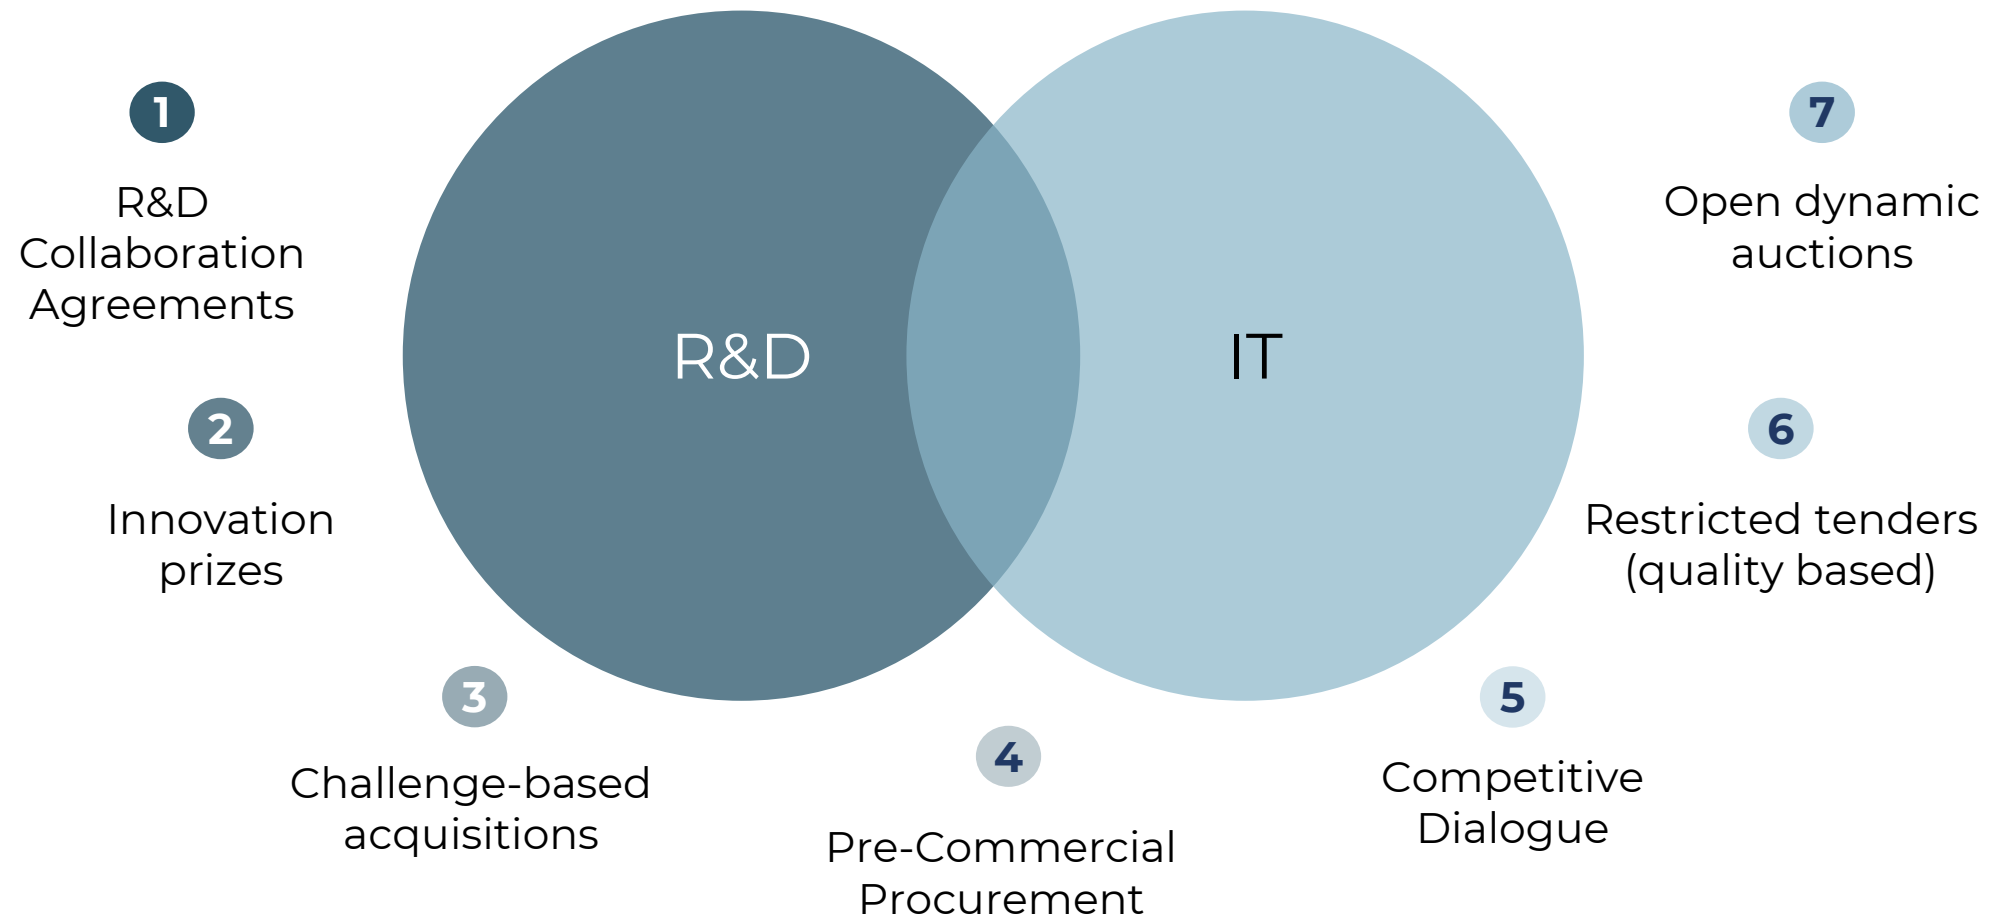 1
R&D
Collaboration
Agreements
2
Innovation
prizes
3
Challenge-based
acquisitions
4
Pre-Commercial
Procurement
5
Competitive
Dialogue
6
Restricted tenders
(quality based)
7
Open dynamic
auctions
R&D
IT